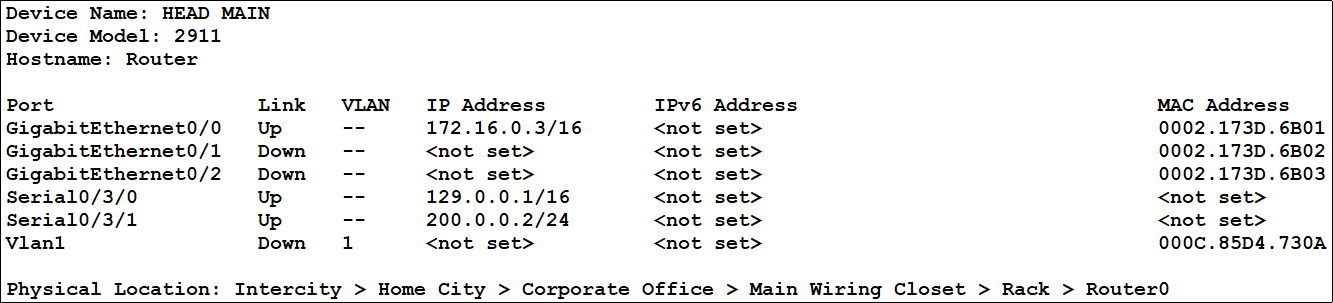 Device Name: HEAD MAIN
Device Model: 2911
Hostname: Router
Port Link VLAN IP Address IPv6 Address MAC Address
GigabitEthernet0/0 Up -- 172.16.0.3/16 <not set> 0002.173D.6B01
GigabitEthernet0/1 Down -- <not set> <not set> 0002.173D.6B02
GigabitEthernet0/2 Down -- <not set> <not set> 0002.173D.6B03
Serial0/3/0 Up -- 129.0.0.1/16 <not set> <not set>
Serial0/3/1 Up -- 200.0.0.2/24 <not set> <not set>
Vlan1 Down 1 <not set> <not set> 000C.85D4.730A
Physical Location: Intercity > Home City > Corporate Office > Main Wiring Closet > Rack > Router0